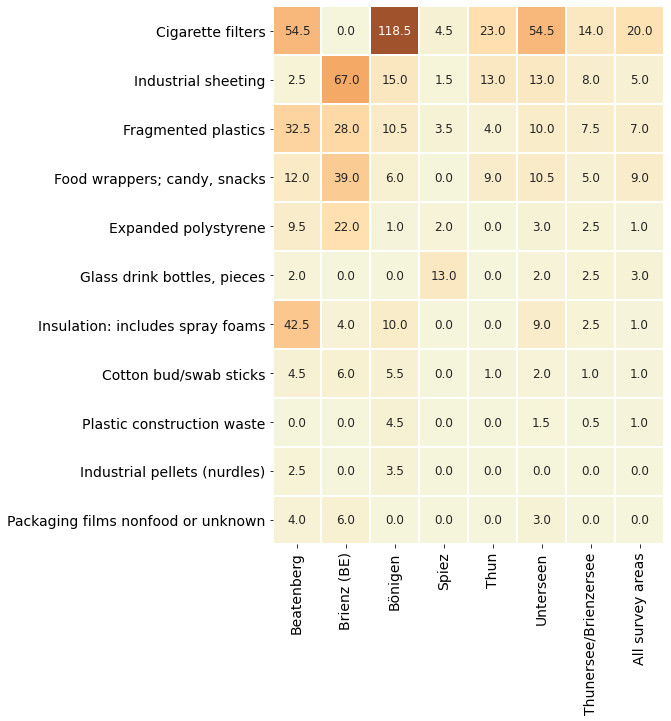 Cigarette filters 54.5 0.0 118.5 4.5 23.0 54.5 14.0 20.0
Industrial sheeting 2.5 67.0 15.0 1.5 13.0 13.0 8.0 5.0
Fragmented plastics 32.5 28.0 10.5 3.5 4.0 10.0 7.5 7.0
Food wrappers; candy, snacks 12.0 39.0 6.0 0.0 9.0 10.5 5.0 9.0
Expanded polystyrene 9.5 22.0 1.0 2.0 0.0 3.0 2.5 1.0
Glass drink bottles, pieces 2.0 0.0 0.0 13.0 0.0 2.0 2.5 3.0
Insulation: includes spray foams 42.5 4.0 10.0 0.0 0.0 9.0 2.5 1.0
Cotton bud/swab sticks 4.5 6.0 5.5 0.0 1.0 2.0 1.0 1.0
Plastic construction waste 0.0 0.0 4.5 0.0 0.0 1.5 0.5 1.0
Industrial pellets (nurdles) 2.5 0.0 3.5 0.0 0.0 0.0 0.0 0.0
Packaging films nonfood or unknown 4.0 6.0 0.0 0.0 0.0 3.0 0.0 0.0
Beatenberg
Brienz (BE)
Bönigen
Spiez
Thun
Unterseen
Thunersee/Brienzersee
All survey areas